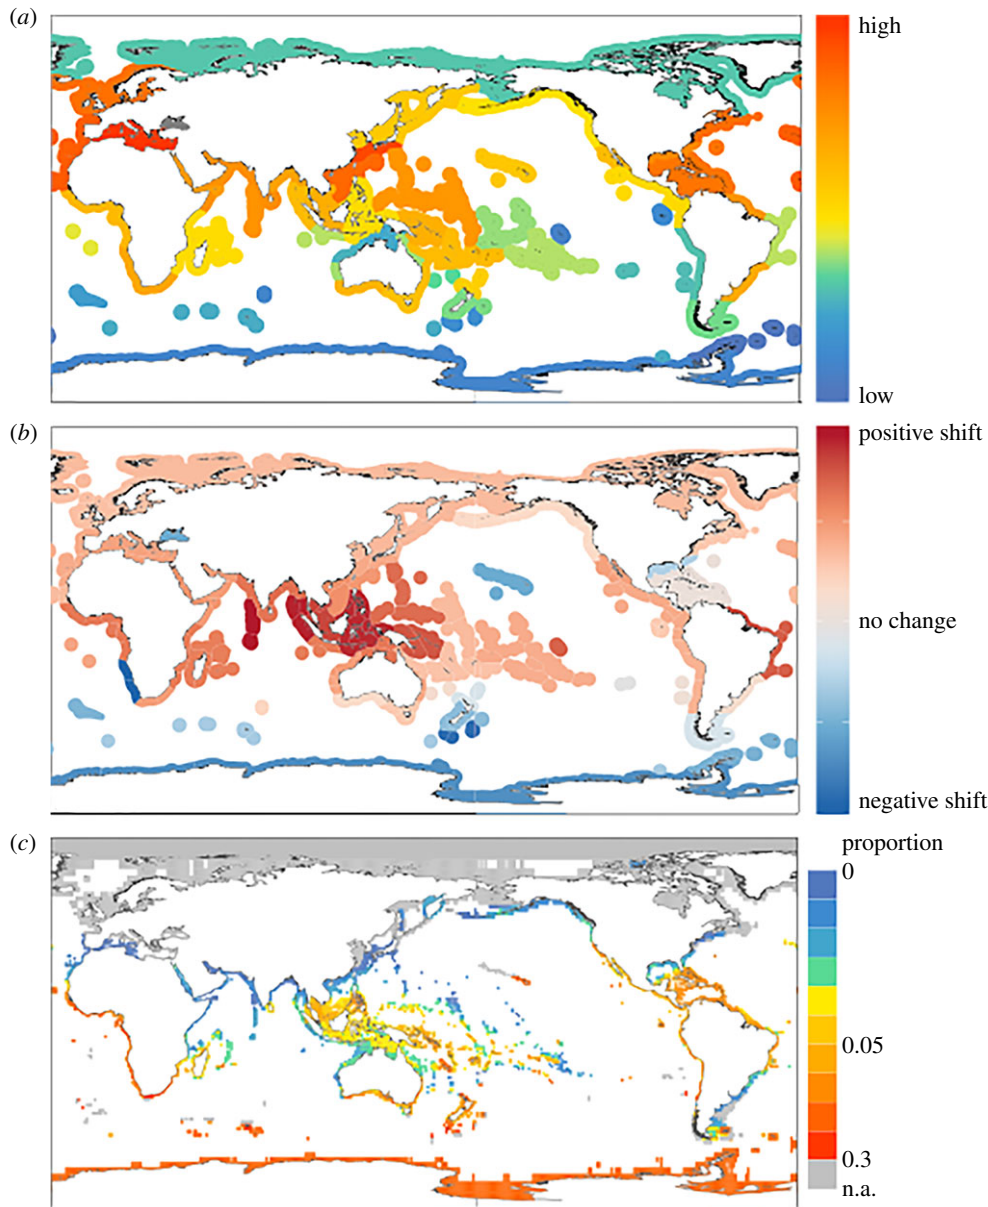 (a)
high
low
(b)
positive shift
no change
negative shift
(c)
proportion
0
0.05
0.3
n.a.